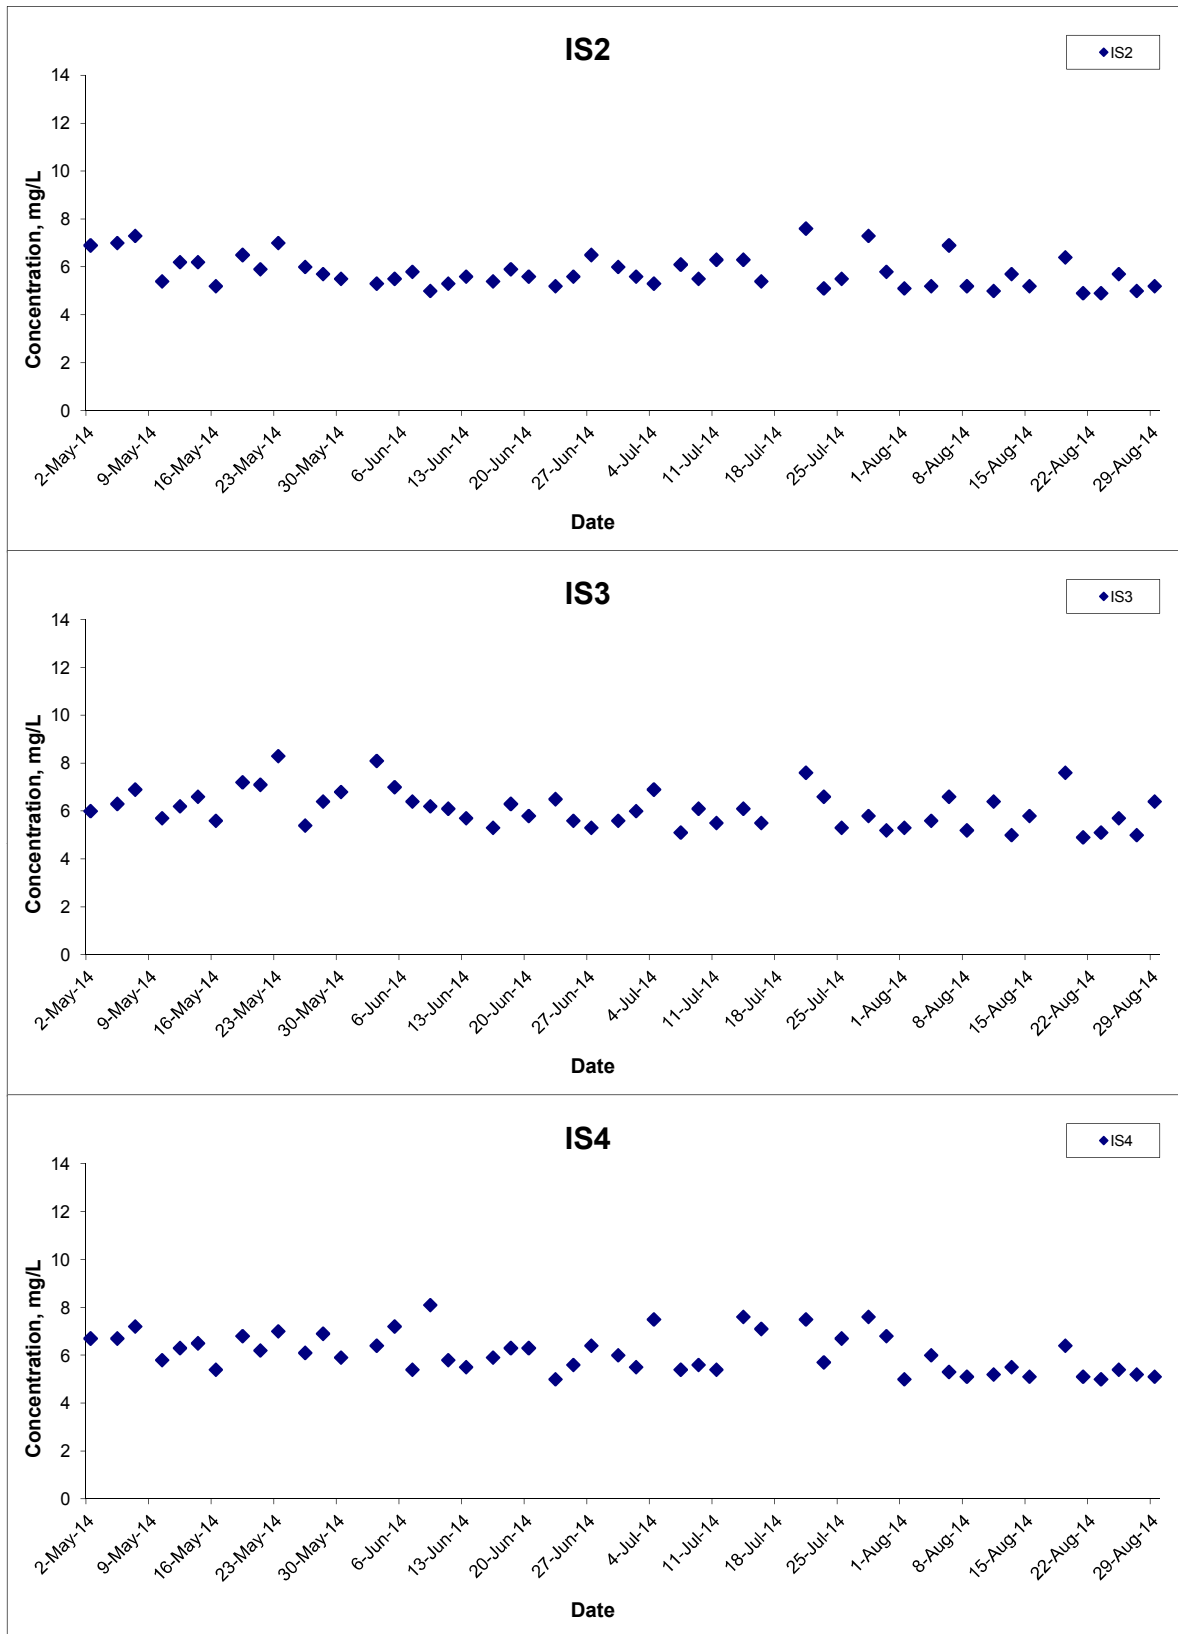 IS2
IS2
Concentration, mg/L
14
12
10
8
6
4
2
0
2-May-14 9-May-14 16-May-14 23-May-14 30-May-14 6-Jun-14 13-Jun-14 20-Jun-14 27-Jun-14 4-Jul-14 11-Jul-14 18-Jul-14 25-Jul-14 1-Aug-14 8-Aug-14 15-Aug-14 22-Aug-14 29-Aug-14
Date
IS3
IS3
Concentration, mg/L
14
12
10
8
6
4
2
0
2-May-14 9-May-14 16-May-14 23-May-14 30-May-14 6-Jun-14 13-Jun-14 20-Jun-14 27-Jun-14 4-Jul-14 11-Jul-14 18-Jul-14 25-Jul-14 1-Aug-14 8-Aug-14 15-Aug-14 22-Aug-14 29-Aug-14
Date
IS4
IS4
Concentration, mg/L
14
12
10
8
6
4
2
0
2-May-14 9-May-14 16-May-14 23-May-14 30-May-14 6-Jun-14 13-Jun-14 20-Jun-14 27-Jun-14 4-Jul-14 11-Jul-14 18-Jul-14 25-Jul-14 1-Aug-14 8-Aug-14 15-Aug-14 22-Aug-14 29-Aug-14
Date